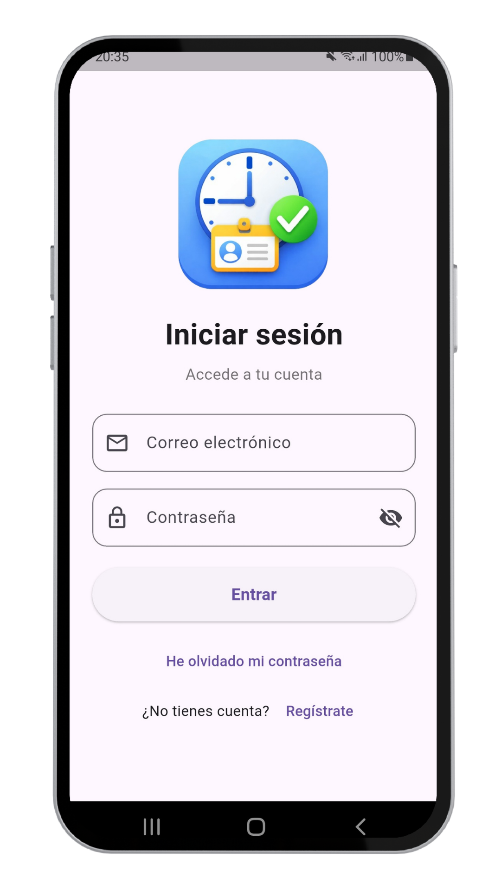 20:35 100%
Iniciar sesión
Accede a tu cuenta
Correo electrónico
Contraseña
Entrar
He olvidado mi contraseña
¿No tienes cuenta? Regístrate